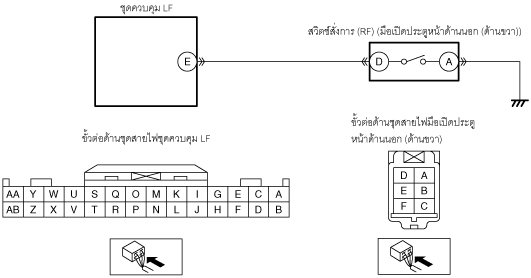 ชุดควบคุม LF
สวิตช์สั่งการ (RF) (มือเปิดประตูหน้าด้านนอก (ด้านขวา))
E D A
ขั้วต่อด้านชุดสายไฟชุดควบคุม LF
ขั้วต่อด้านชุดสายไฟมือเปิดประตู
หน้าด้านนอก (ด้านขวา)
AA Y W U S Q O M K I G E C A
AB Z X V T R P N L J H F D B
D A
E B
F C